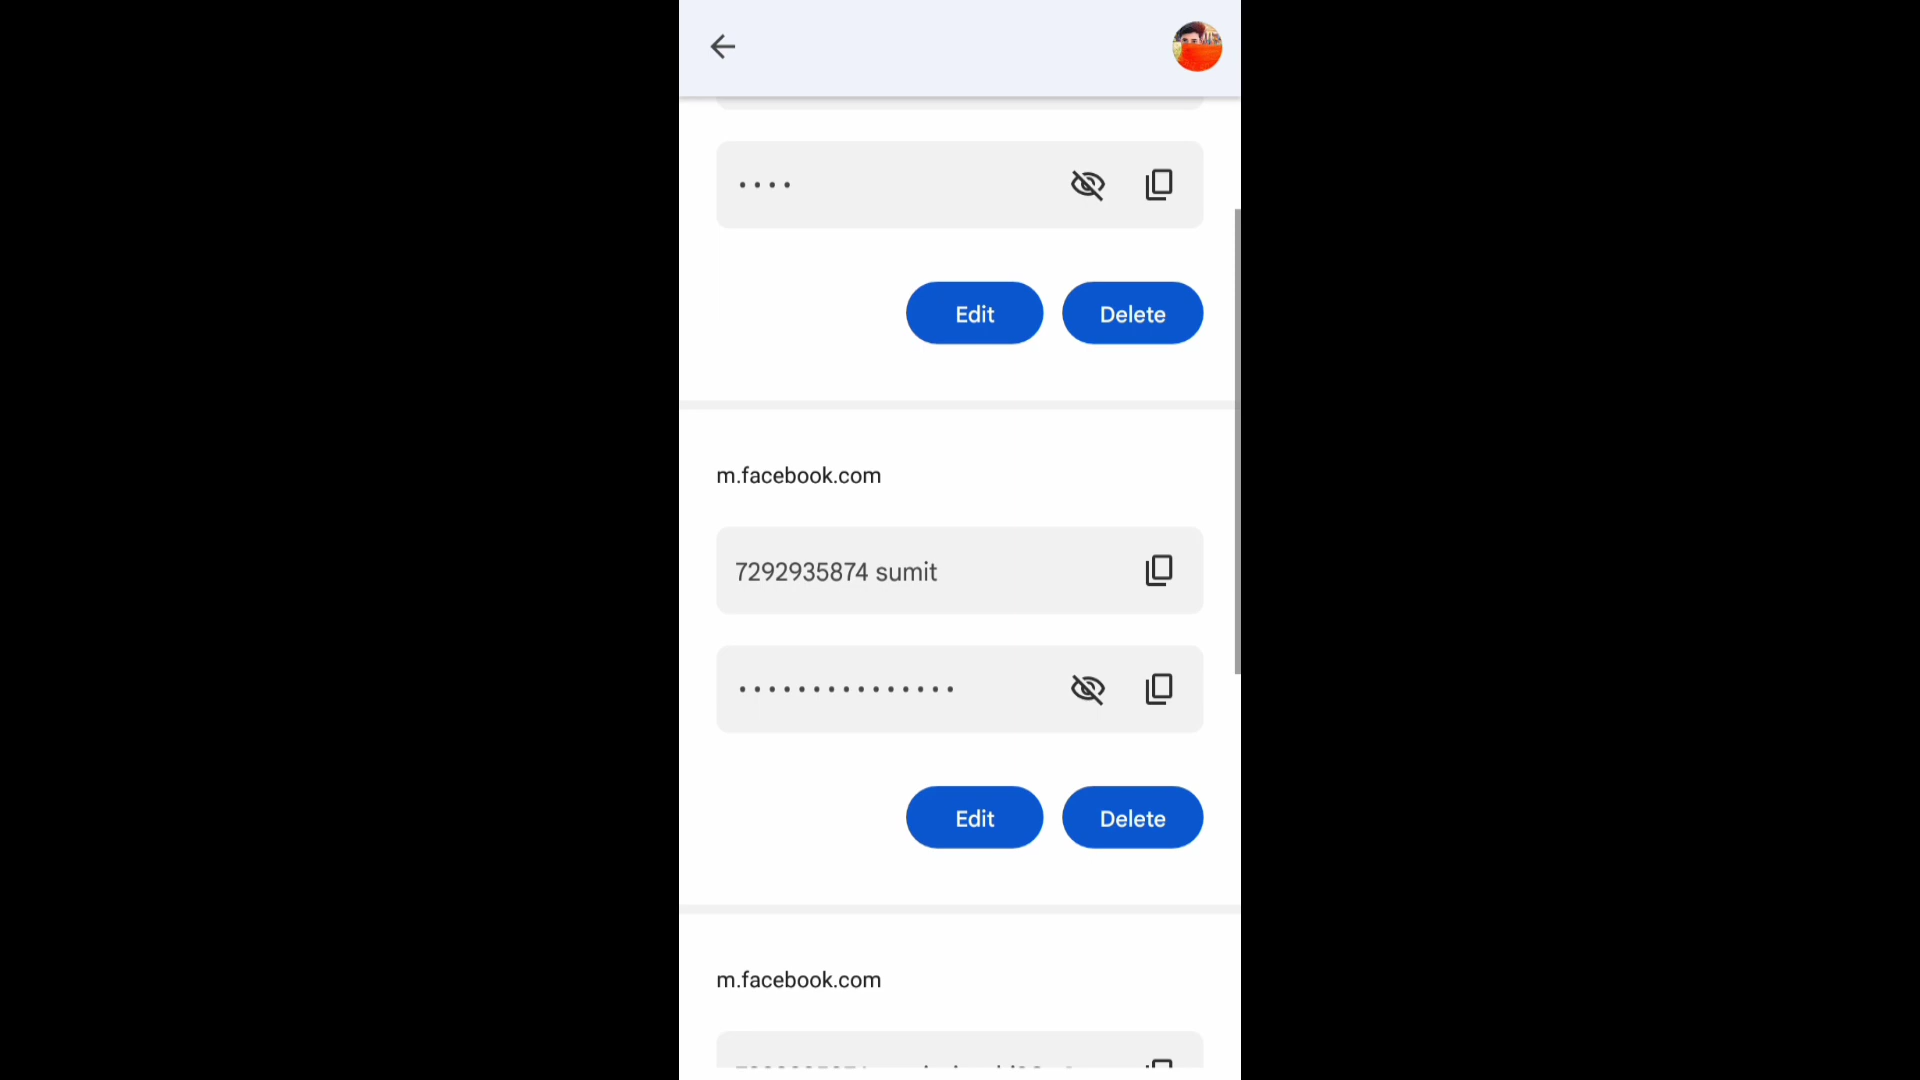 ••••
Edit Delete
m.facebook.com
7292935874 sumit
•••••••••••••••
Edit Delete
m.facebook.com